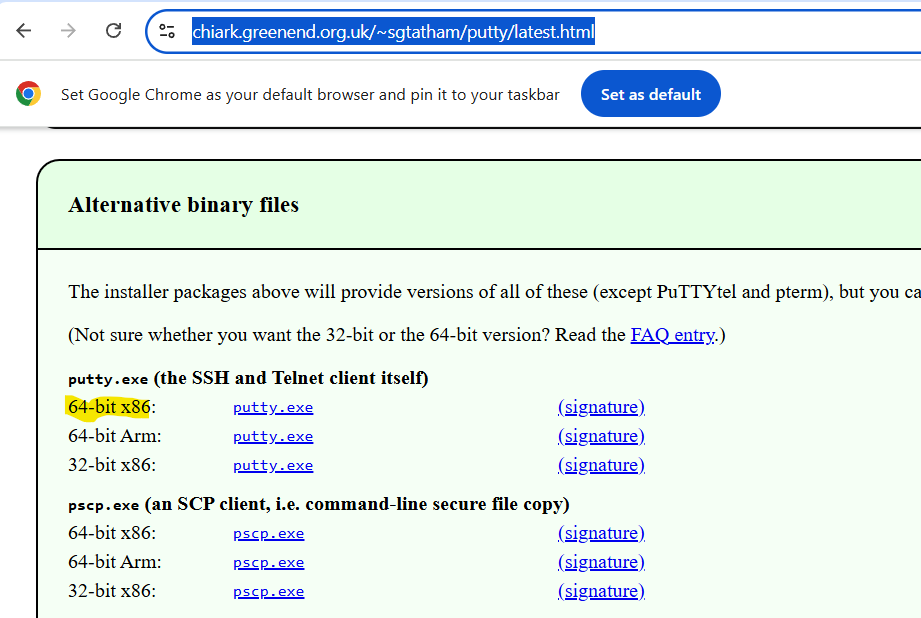 chiark.greenend.org.uk/~sgtatham/putty/latest.html
Set Google Chrome as your default browser and pin it to your taskbar Set as default
Alternative binary files
The installer packages above will provide versions of all of these (except PuTTYtel and pterm), but you ca
(Not sure whether you want the 32-bit or the 64-bit version? Read the FAQ entry.)
putty.exe (the SSH and Telnet client itself)
64-bit x86: putty.exe (signature)
64-bit Arm: putty.exe (signature)
32-bit x86: putty.exe (signature)
pscp.exe (an SCP client, i.e. command-line secure file copy)
64-bit x86: pscp.exe (signature)
64-bit Arm: pscp.exe (signature)
32-bit x86: pscp.exe (signature)